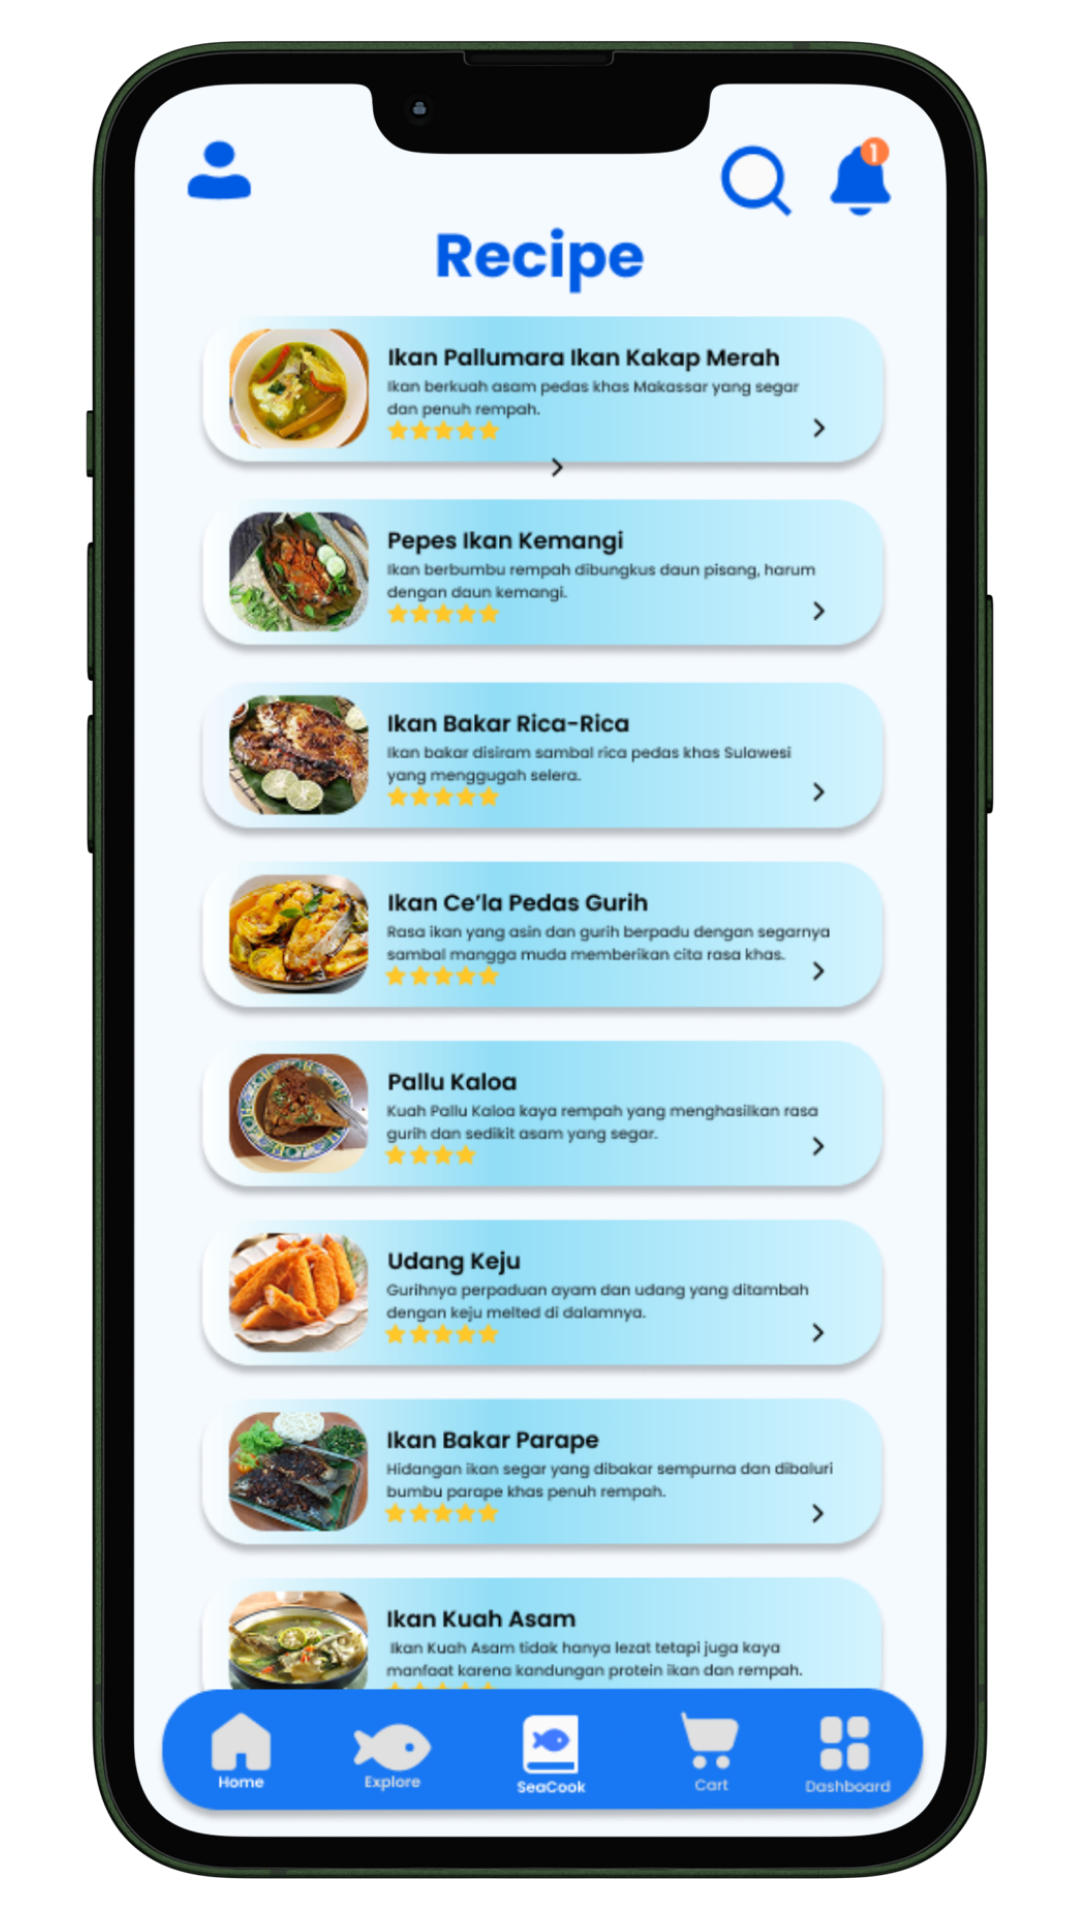 1
Recipe
Ikan Pallumara Ikan Kakap Merah
Ikan berkuah asam pedas khas Makassar yang segar
dan penuh rempah.
Pepes Ikan Kemangi
Ikan berbumbu rempah dibungkus daun pisang, harum
dengan daun kemangi.
Ikan Bakar Rica-Rica
Ikan bakar disiram sambal rica pedas khas Sulawesi
yang menggugah selera.
Ikan Ce’la Pedas Gurih
Rasa ikan yang asin dan gurih berpadu dengan segarnya
sambal mangga muda memberikan cita rasa khas.
Pallu Kaloa
Kuah Pallu Kaloa kaya rempah yang menghasilkan rasa
gurih dan sedikit asam yang segar.
Udang Keju
Gurihnya perpaduan ayam dan udang yang ditambah
dengan keju melted di dalamnya.
Ikan Bakar Parape
Hidangan ikan segar yang dibakar sempurna dan dibaluri
bumbu parape khas penuh rempah.
Ikan Kuah Asam
Ikan Kuah Asam tidak hanya lezat tetapi juga kaya
manfaat karena kandungan protein ikan dan rempah.
Home
Explore
SeaCook
Cart
Dashboard